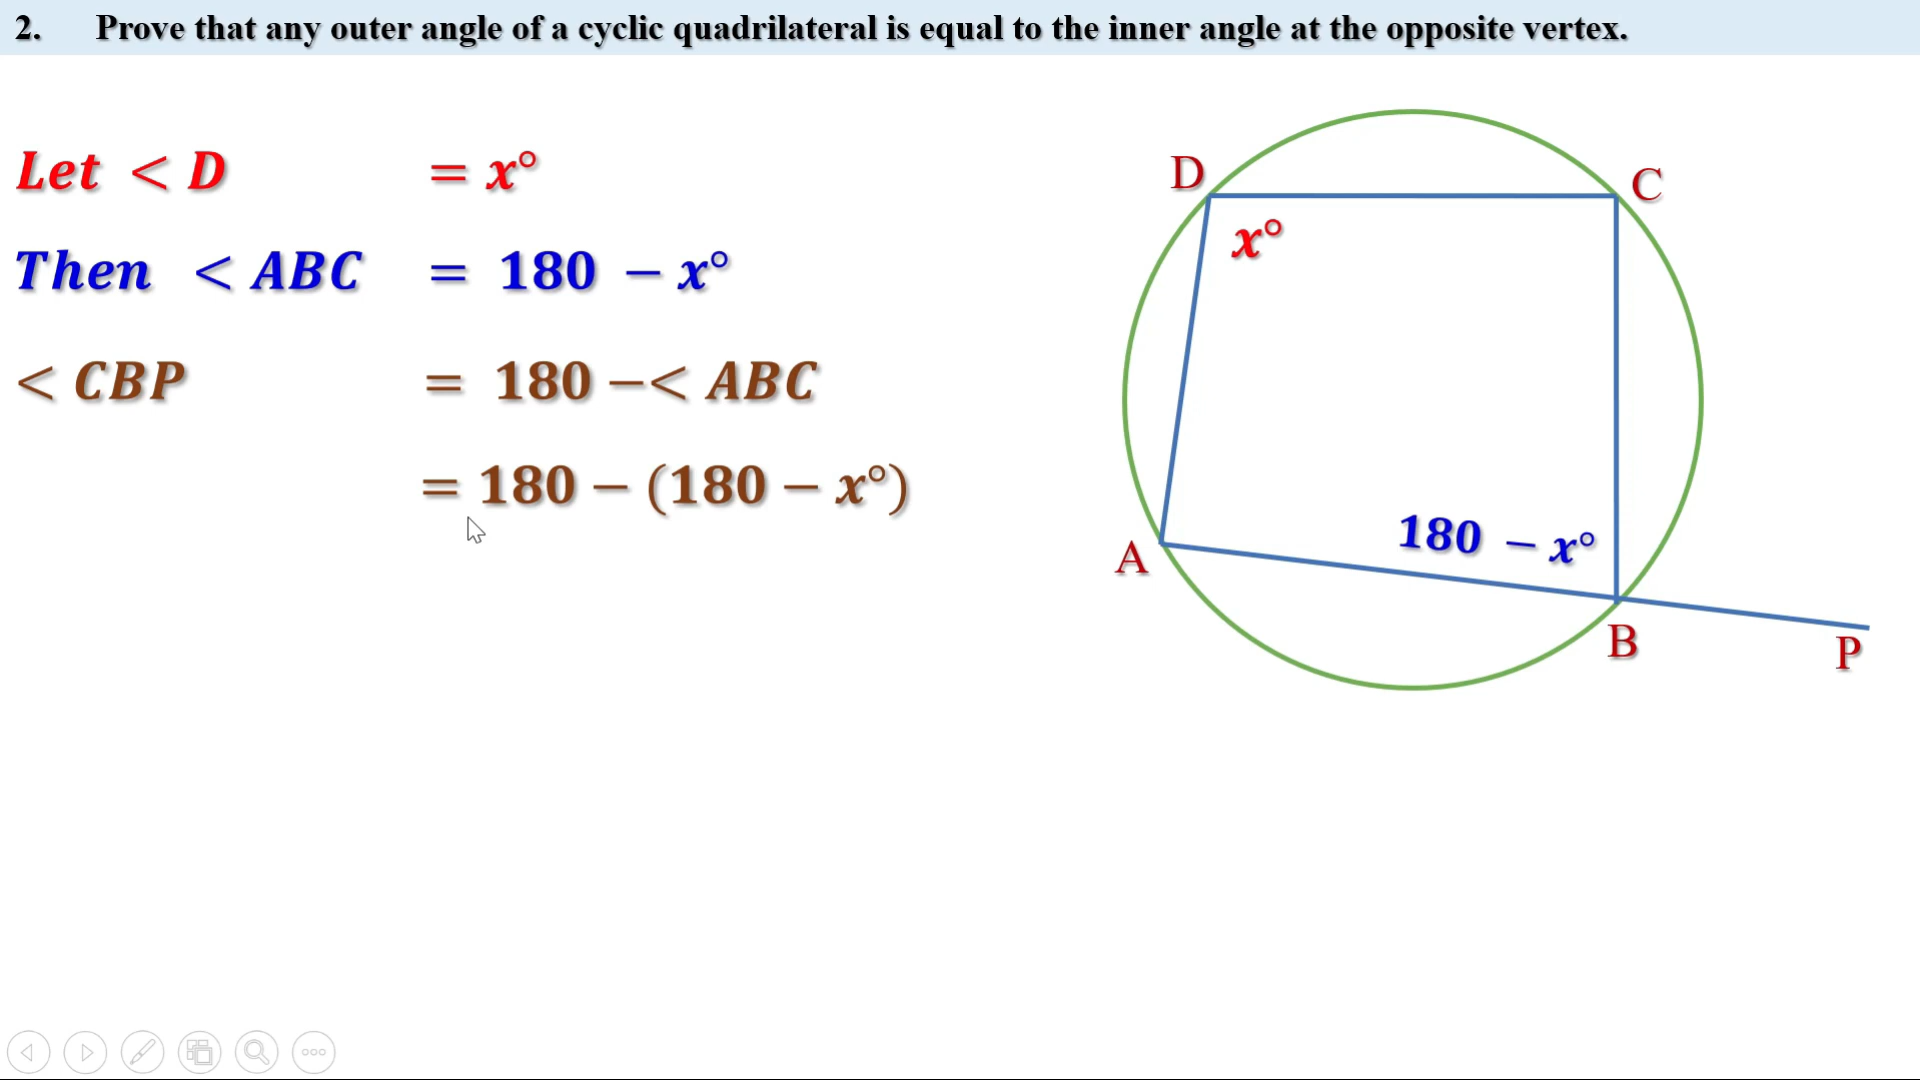 2. Prove that any outer angle of a cyclic quadrilateral is equal to the inner angle at the opposite vertex.
Let < D = x°
Then < ABC = 180 − x°
< CBP = 180 −< ABC
= 180 − (180 − x°)
D
C
x°
180 − x°
A
B
P